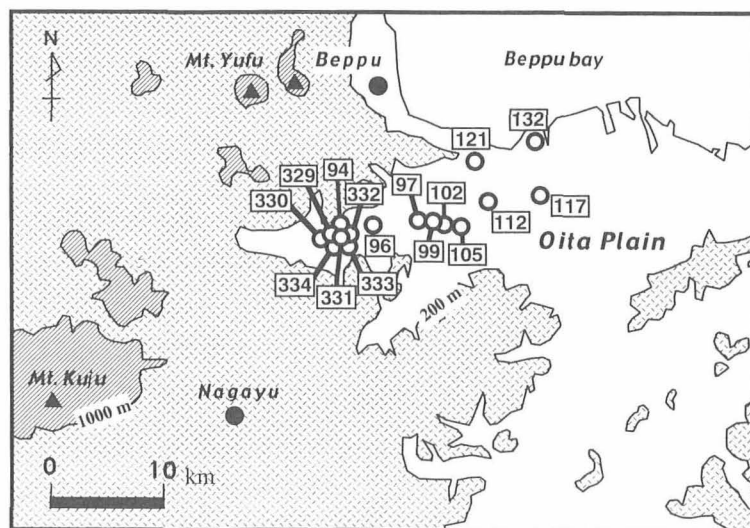 N
Mt. Yufu
Beppu
Beppu bay
132
121
94
329
332
97
102
330
117
112
96
99
105
Oita Plain
334
333
331
200 m
Mt. Kuju
Nagayu
1000 m
0 10 km